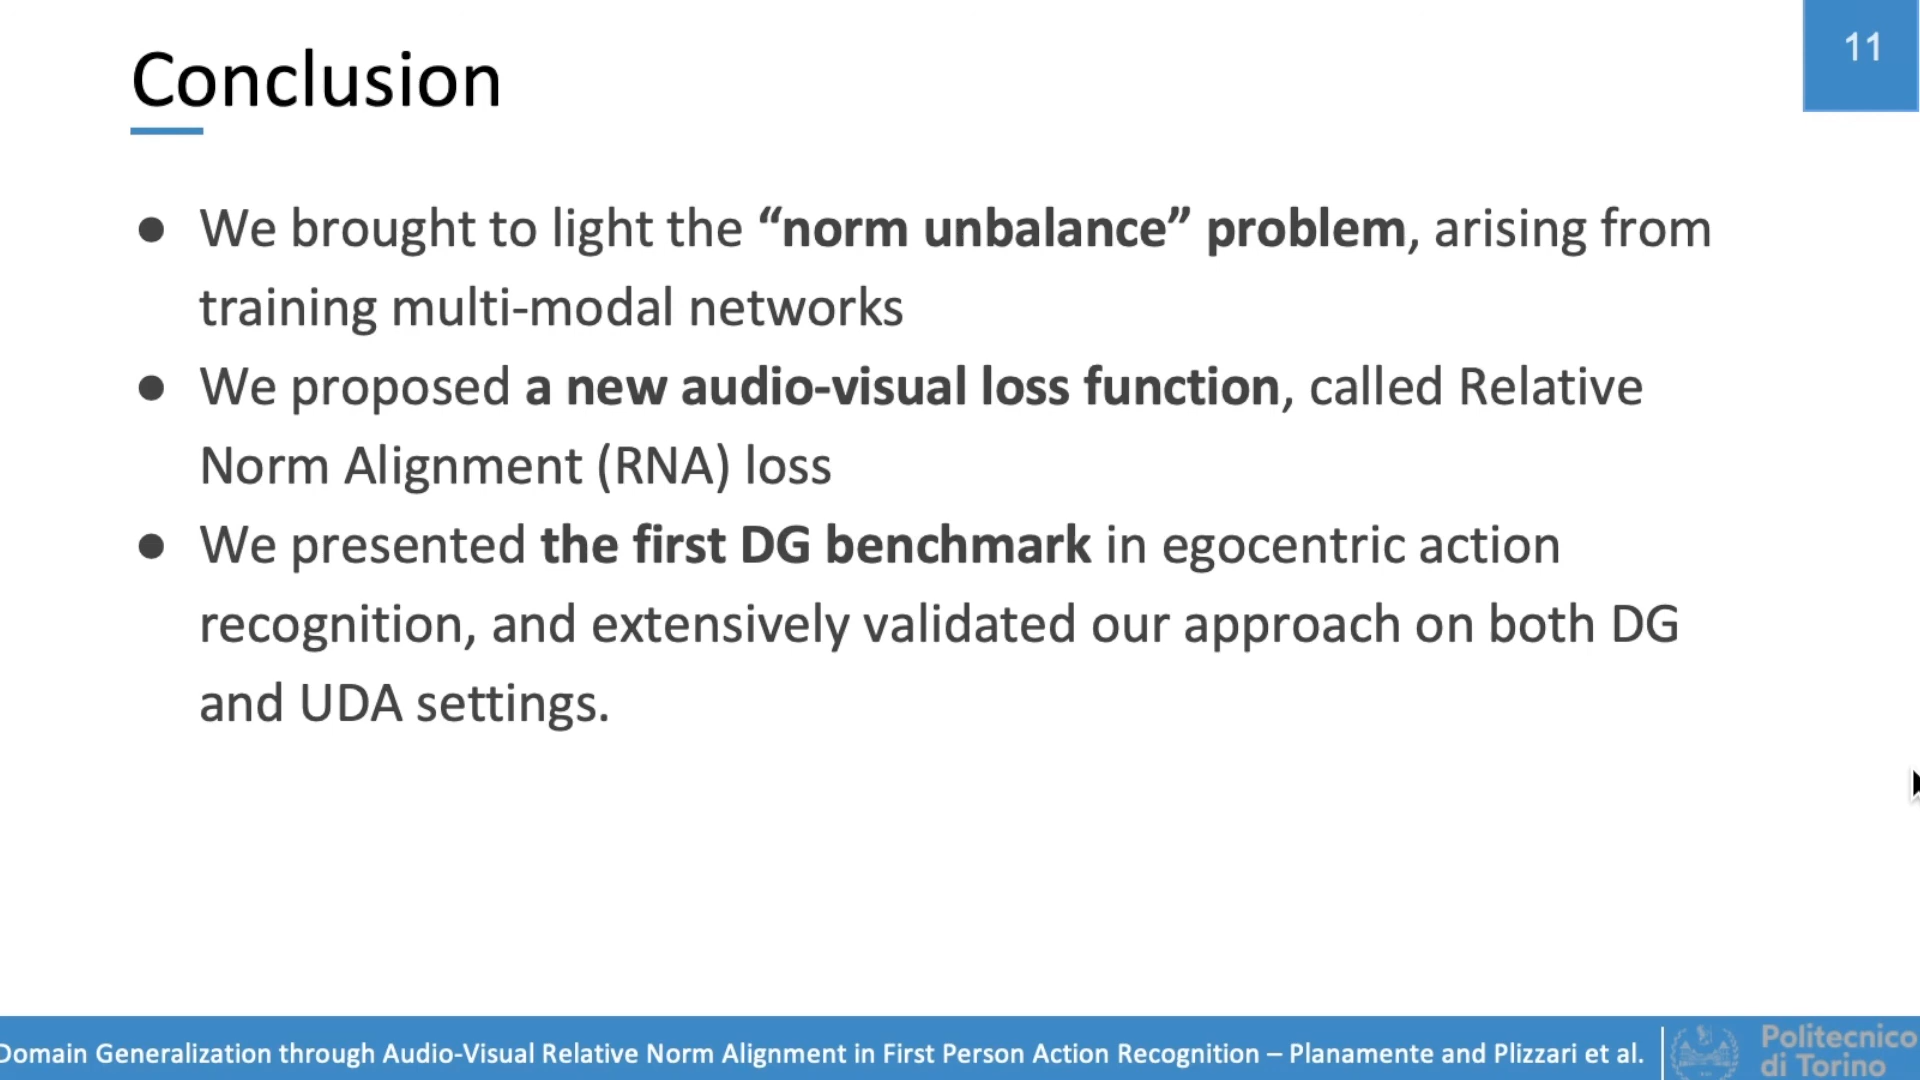 Conclusion
11
● We brought to light the “norm unbalance” problem, arising from
training multi-modal networks
● We proposed a new audio-visual loss function, called Relative
Norm Alignment (RNA) loss
● We presented the first DG benchmark in egocentric action
recognition, and extensively validated our approach on both DG
and UDA settings.
Domain Generalization through Audio-Visual Relative Norm Alignment in First Person Action Recognition – Planamente and Plizzari et al.
Politecnico
di Torino